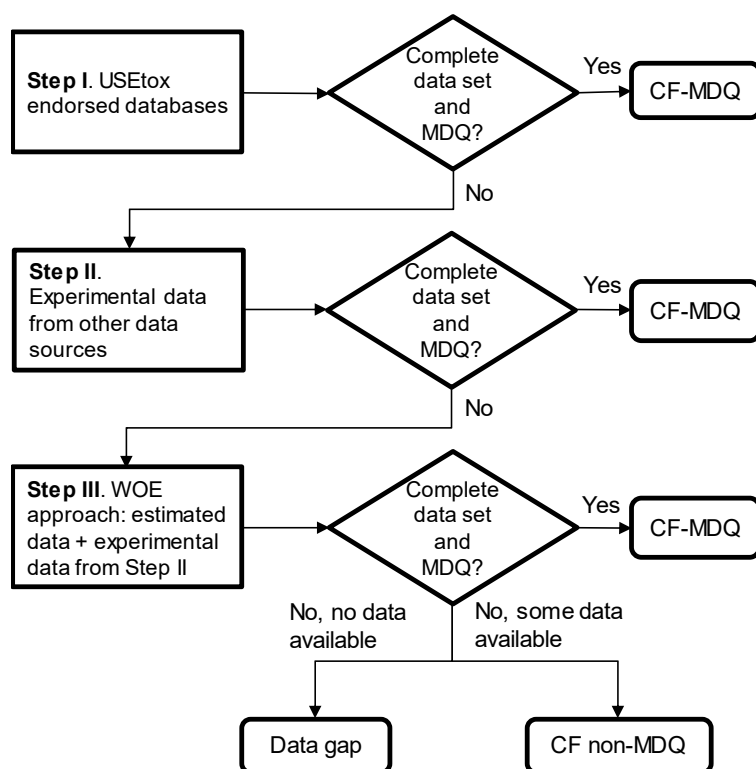 Step I. USEtox
endorsed databases
Complete
data set
and
MDQ?
Yes
CF-MDQ
No
Step II.
Experimental data
from other data
sources
Complete
data set
and
MDQ?
Yes
CF-MDQ
No
Step III. WOE
approach: estimated
data + experimental
data from Step II
Complete
data set
and
MDQ?
Yes
CF-MDQ
No, no data
available
No, some data
available
Data gap
CF non-MDQ